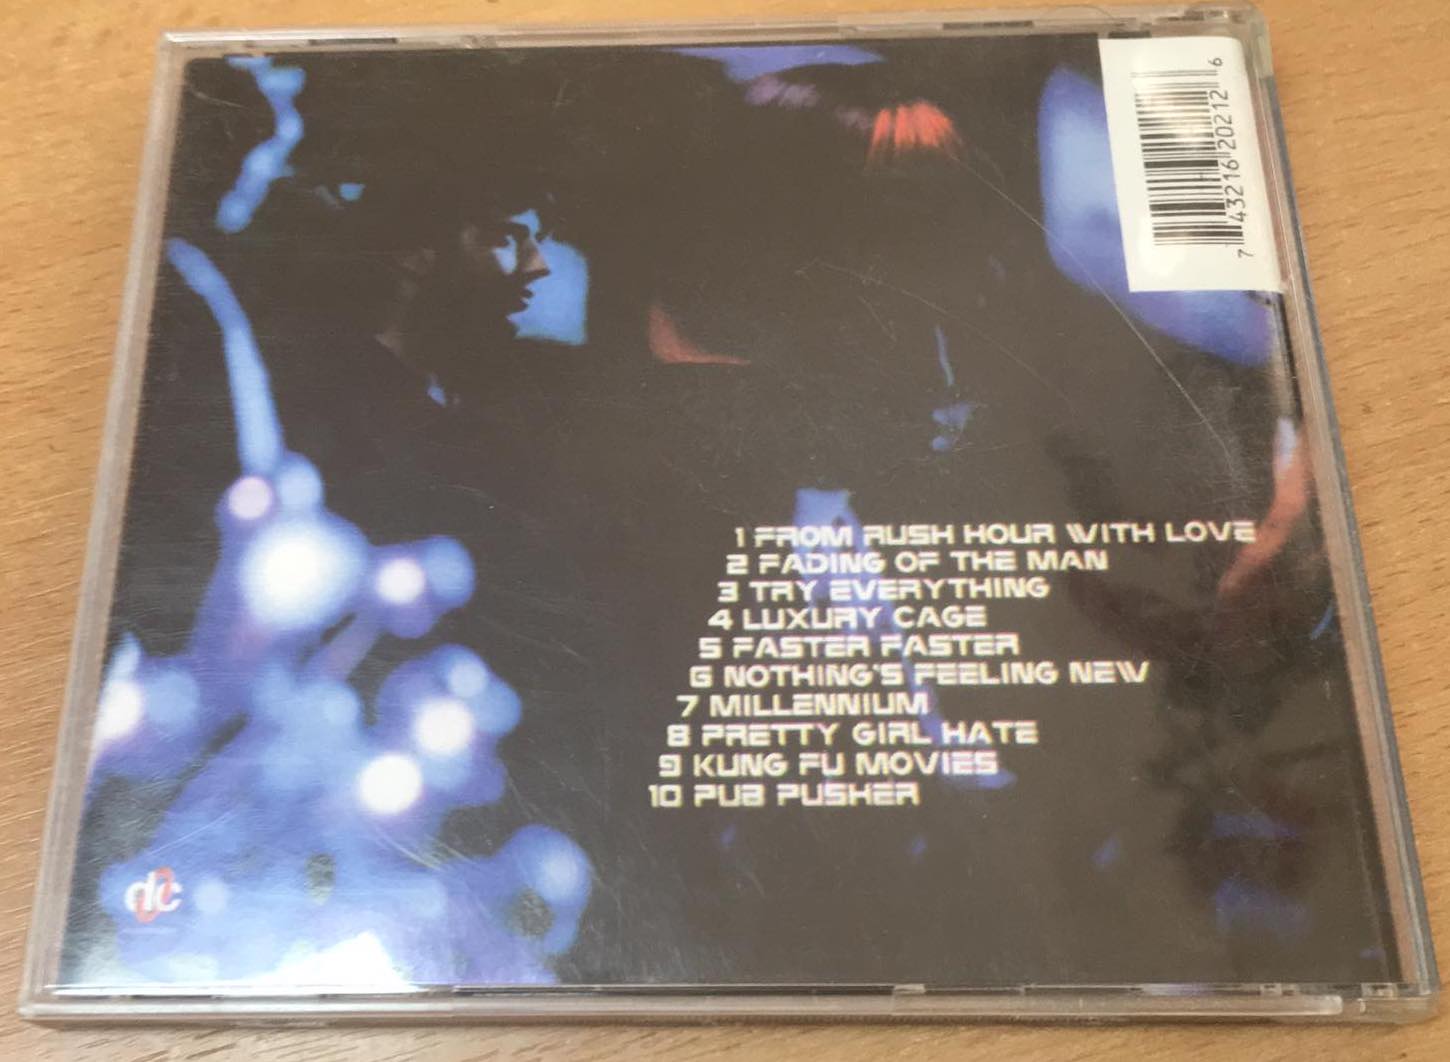 7 43216 20212 6
1 FROM RUSH HOUR WITH LOVE
2 FADING OF THE MAN
3 TRY EVERYTHING
4 LUXURY CAGE
5 FASTER FASTER
6 NOTHING'S FEELING NEW
7 MILLENNIUM
8 PRETTY GIRL HATE
9 KUNG FU MOVIES
10 PUB PUSHER